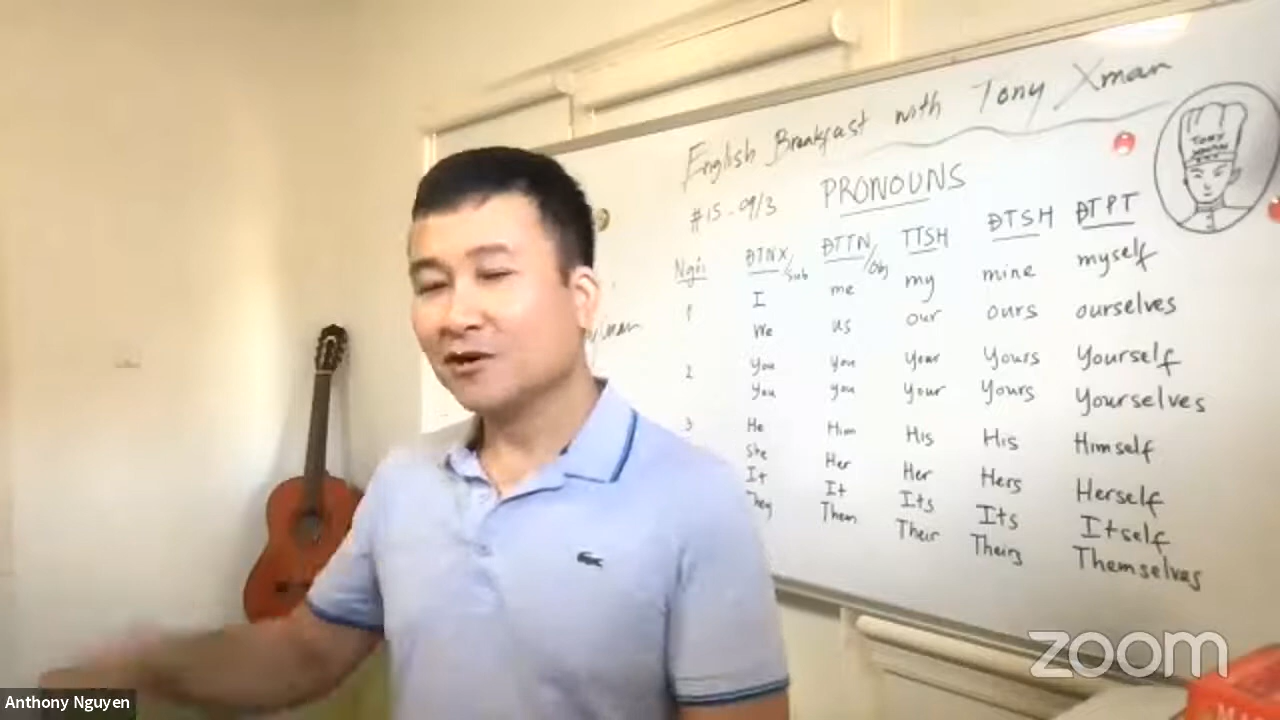 English Breakfast with Tony Xman
TONY
XMAN
#15 - 09/3 PRONOUNS
Ngôi ĐTNX/Sub ĐTTN/Obj TTSH ĐTSH ĐTPT
1 I me my mine myself
We us our ours ourselves
2 You you your yours yourself
You you your yours yourselves
3 He Him His His Himself
She Her Her Hers Herself
It It Its Its Itself
They Them Their Theirs Themselves
zoom
Anthony Nguyen